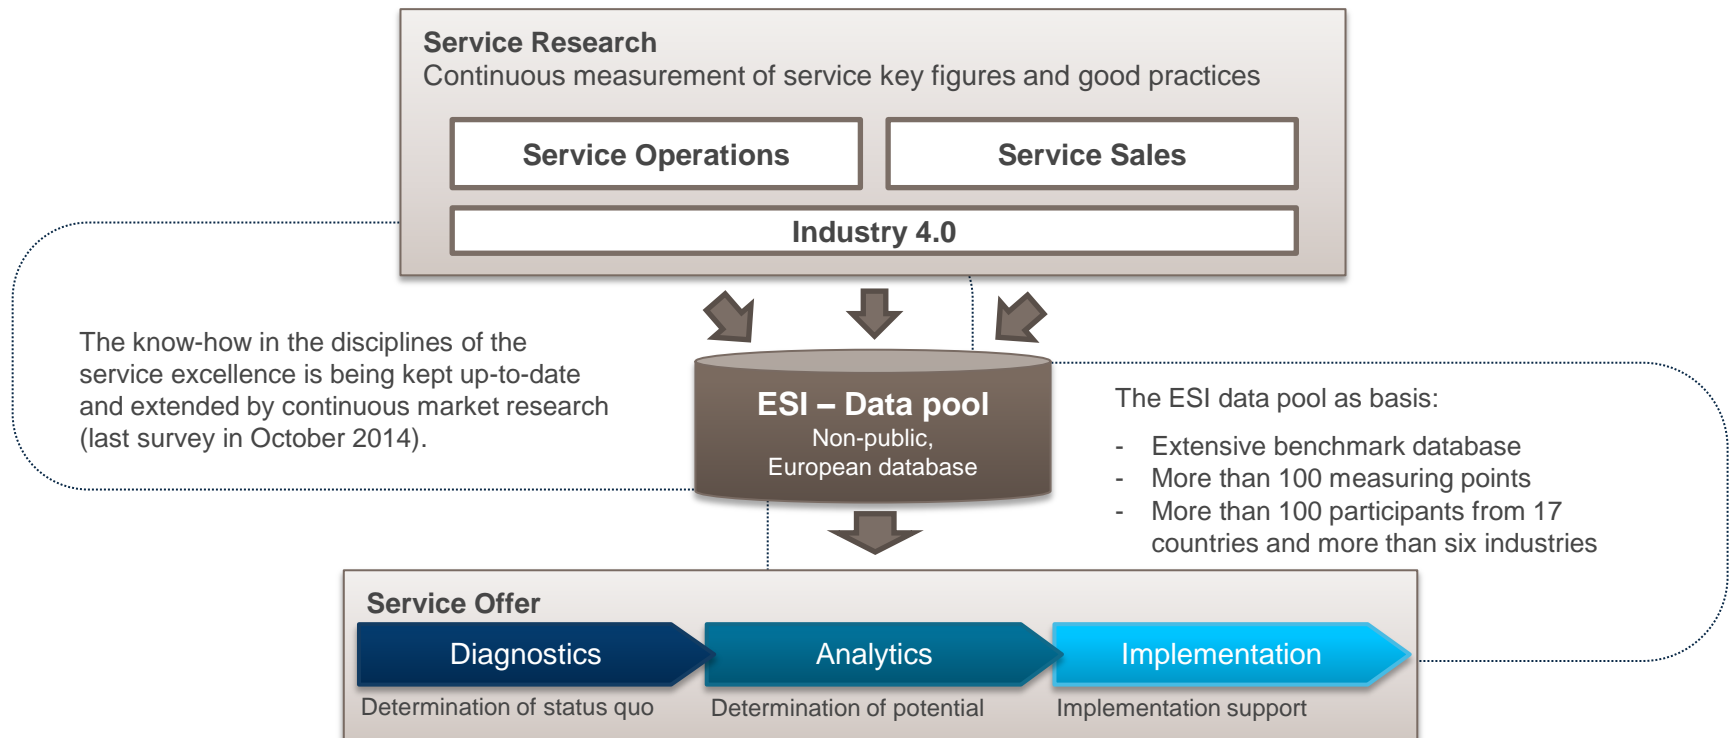 Service Research
Continuous measurement of service key figures and good practices
Service Operations
Service Sales
Industry 4.0
The know-how in the disciplines of the
service excellence is being kept up-to-date
and extended by continuous market research
(last survey in October 2014).
ESI – Data pool
Non-public,
European database
The ESI data pool as basis:
- Extensive benchmark database
- More than 100 measuring points
- More than 100 participants from 17
countries and more than six industries
Service Offer
Diagnostics
Analytics
Implementation
Determination of status quo
Determination of potential
Implementation support